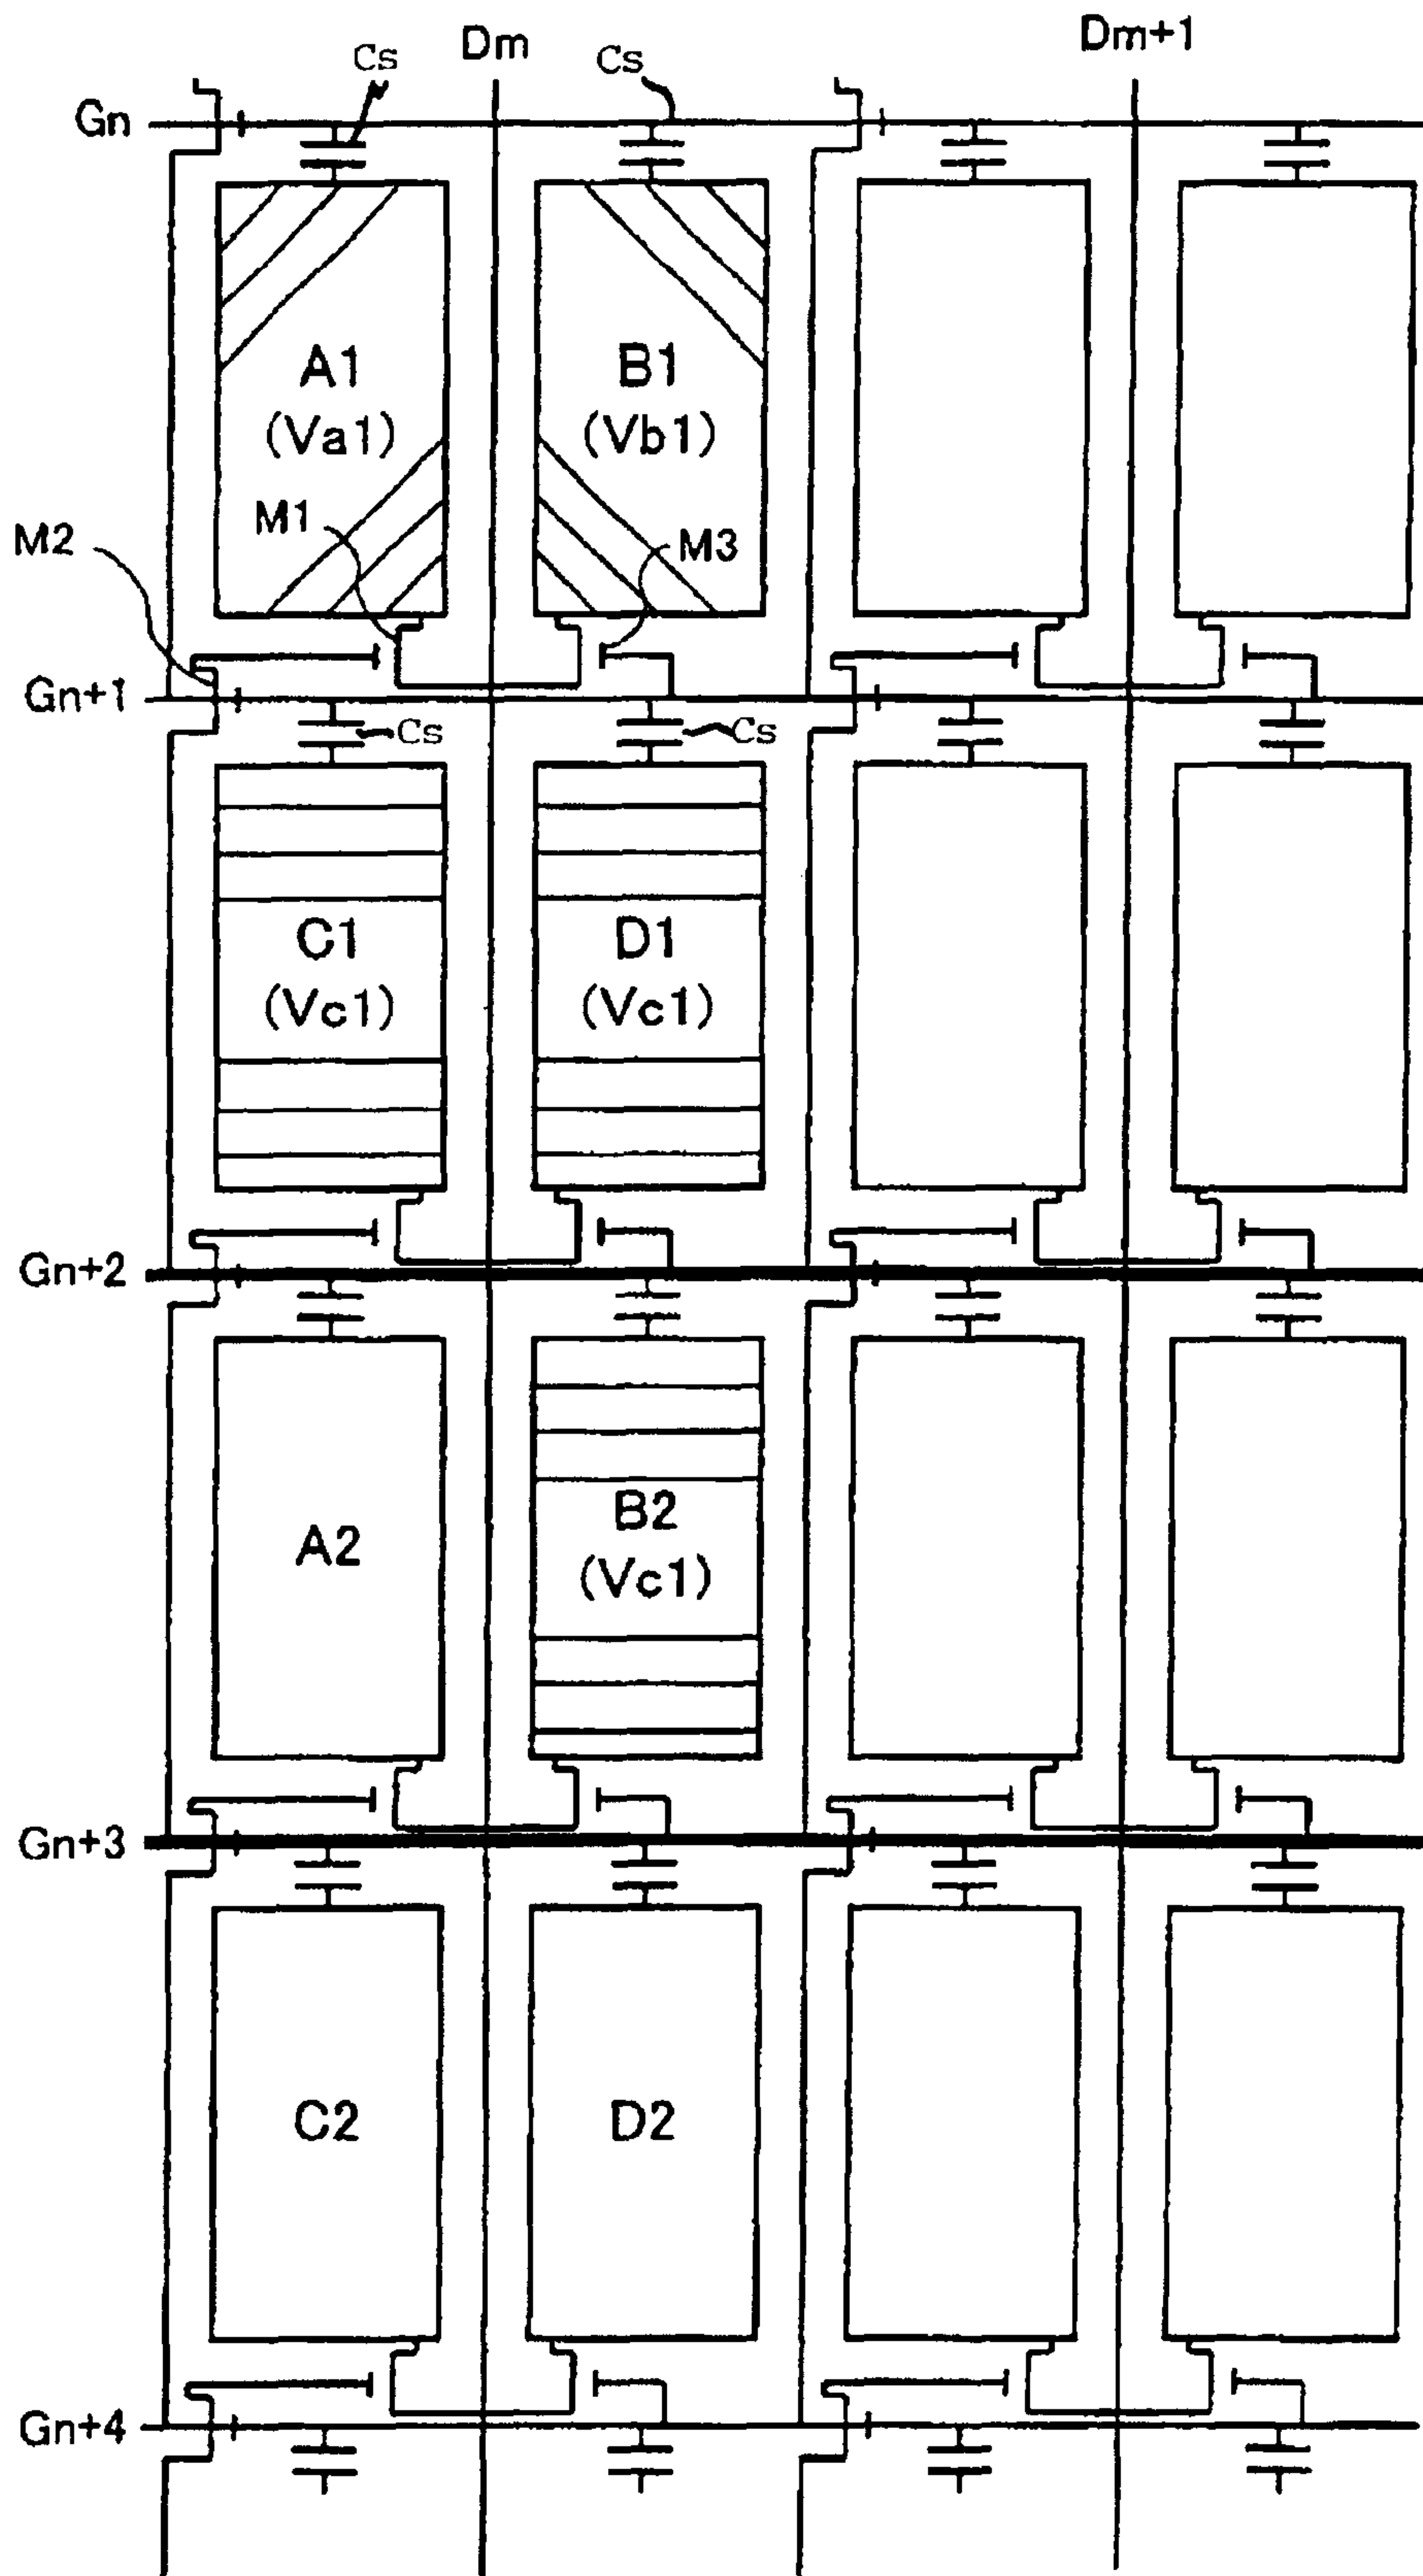 Cs
Dm
Cs
Dm+1
Gn
A1
(Va1)
B1
(Vb1)
M1
M2
M3
Gn+1
Cs
Cs
C1
(Vc1)
D1
(Vc1)
Gn+2
A2
B2
(Vc1)
Gn+3
C2
D2
Gn+4